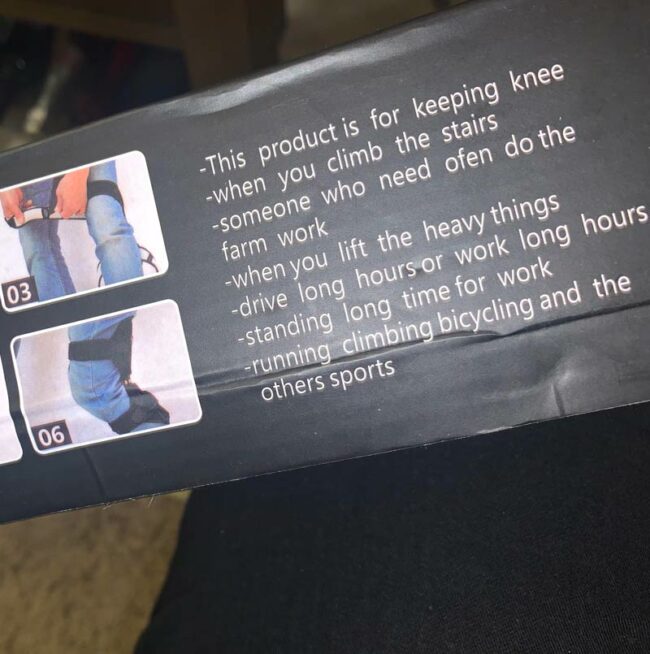 -This product is for keeping knee
-when you climb the stairs
-someone who need ofen do the
farm work
-when you lift the heavy things
-drive long hours or work long hours
-standing long time for work
-running climbing bicycling and the
others sports
03
06